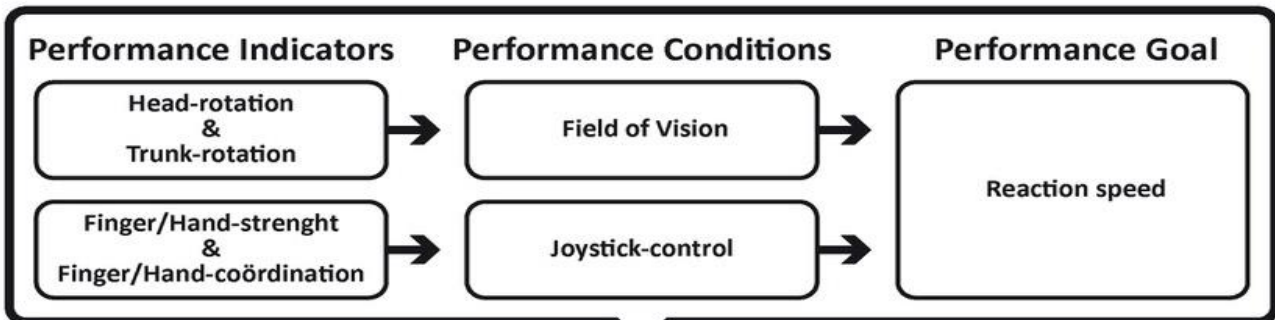 Performance Indicators
Head-rotation
&
Trunk-rotation
Finger/Hand-strenght
&
Finger/Hand-coördination
Performance Conditions
Field of Vision
Joystick-control
Performance Goal
Reaction speed